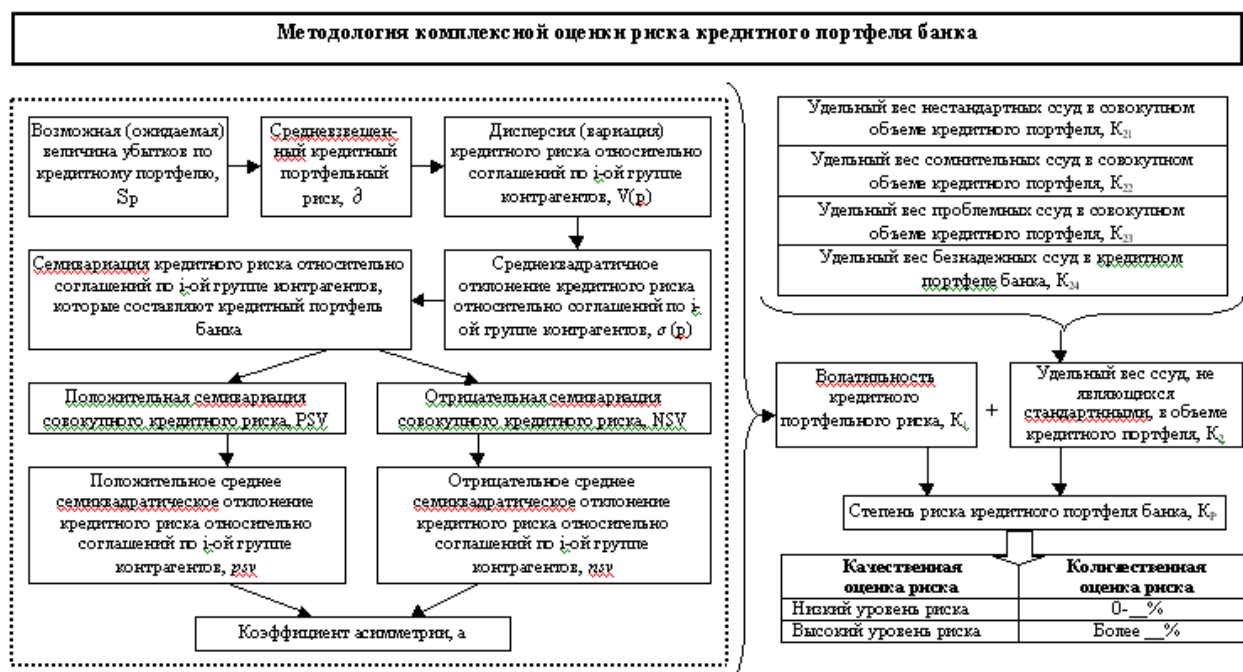 Методология комплексной оценки риска кредитного портфеля банка
Возможная (ожидаемая)
величина убытков по
кредитному портфелю,
Sp
Средневзвешен-
ный кредитный
портфельный
риск, ∂
Дисперсия (вариация)
кредитного риска относительно
соглашений по i-ой группе
контрагентов, V(p)
Семивариация кредитного риска относительно
соглашений по i-ой группе контрагентов,
которые составляют кредитный портфель
банка
Среднеквадратичное
отклонение кредитного риска
относительно соглашений по i-
ой группе контрагентов, σ (p)
Положительная семивариация
совокупного кредитного риска, PSV
Отрицательная семивариация
совокупного кредитного риска, NSV
Положительное среднее
семиквадратическое отклонение
кредитного риска относительно
соглашений по i-ой группе
контрагентов, psv
Отрицательное среднее
семиквадратическое отклонение
кредитного риска относительно
соглашений по i-ой группе
контрагентов, nsv
Коэффициент асимметрии, a
Удельный вес нестандартных ссуд в совокупном
объеме кредитного портфеля, K₂₁
Удельный вес сомнительных ссуд в совокупном
объеме кредитного портфеля, K₂₂
Удельный вес проблемных ссуд в совокупном
объеме кредитного портфеля, K₂₃
Удельный вес безнадежных ссуд в кредитном
портфеле банка, K₂₄
Волатильность
кредитного
портфельного риска, K₁
+
Удельный вес ссуд, не
являющихся
стандартнными, в объеме
кредитного портфеля, K₂
Степень риска кредитного портфеля банка, Kₚ
Качественная
оценка риска
Количественная
оценка риска
Низкий уровень риска
0-__%
Высокий уровень риска
Более __%